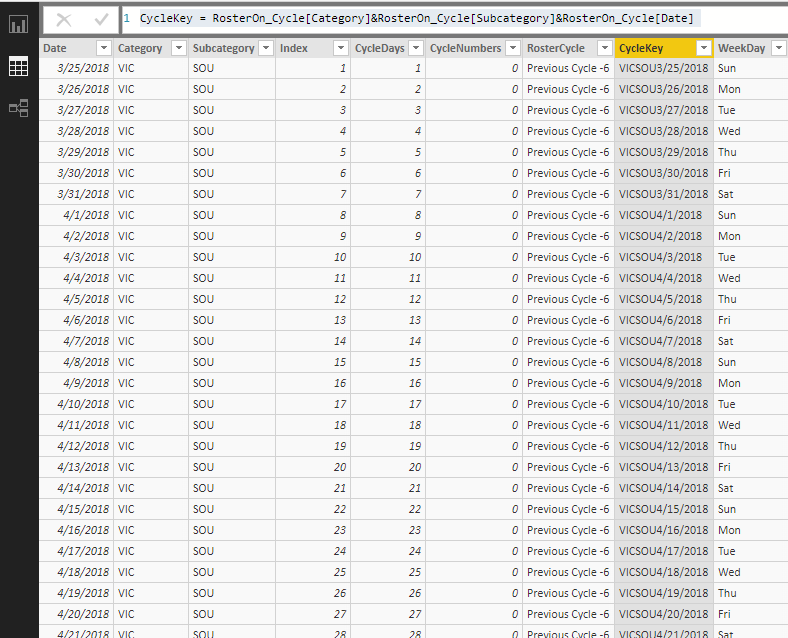 1 CycleKey = RosterOn_Cycle[Category]&RosterOn_Cycle[Subcategory]&RosterOn_Cycle[Date]
Date Category Subcategory Index CycleDays CycleNumbers RosterCycle CycleKey WeekDay
3/25/2018 VIC SOU 1 1 0 Previous Cycle -6 VICSOU3/25/2018 Sun
3/26/2018 VIC SOU 2 2 0 Previous Cycle -6 VICSOU3/26/2018 Mon
3/27/2018 VIC SOU 3 3 0 Previous Cycle -6 VICSOU3/27/2018 Tue
3/28/2018 VIC SOU 4 4 0 Previous Cycle -6 VICSOU3/28/2018 Wed
3/29/2018 VIC SOU 5 5 0 Previous Cycle -6 VICSOU3/29/2018 Thu
3/30/2018 VIC SOU 6 6 0 Previous Cycle -6 VICSOU3/30/2018 Fri
3/31/2018 VIC SOU 7 7 0 Previous Cycle -6 VICSOU3/31/2018 Sat
4/1/2018 VIC SOU 8 8 0 Previous Cycle -6 VICSOU4/1/2018 Sun
4/2/2018 VIC SOU 9 9 0 Previous Cycle -6 VICSOU4/2/2018 Mon
4/3/2018 VIC SOU 10 10 0 Previous Cycle -6 VICSOU4/3/2018 Tue
4/4/2018 VIC SOU 11 11 0 Previous Cycle -6 VICSOU4/4/2018 Wed
4/5/2018 VIC SOU 12 12 0 Previous Cycle -6 VICSOU4/5/2018 Thu
4/6/2018 VIC SOU 13 13 0 Previous Cycle -6 VICSOU4/6/2018 Fri
4/7/2018 VIC SOU 14 14 0 Previous Cycle -6 VICSOU4/7/2018 Sat
4/8/2018 VIC SOU 15 15 0 Previous Cycle -6 VICSOU4/8/2018 Sun
4/9/2018 VIC SOU 16 16 0 Previous Cycle -6 VICSOU4/9/2018 Mon
4/10/2018 VIC SOU 17 17 0 Previous Cycle -6 VICSOU4/10/2018 Tue
4/11/2018 VIC SOU 18 18 0 Previous Cycle -6 VICSOU4/11/2018 Wed
4/12/2018 VIC SOU 19 19 0 Previous Cycle -6 VICSOU4/12/2018 Thu
4/13/2018 VIC SOU 20 20 0 Previous Cycle -6 VICSOU4/13/2018 Fri
4/14/2018 VIC SOU 21 21 0 Previous Cycle -6 VICSOU4/14/2018 Sat
4/15/2018 VIC SOU 22 22 0 Previous Cycle -6 VICSOU4/15/2018 Sun
4/16/2018 VIC SOU 23 23 0 Previous Cycle -6 VICSOU4/16/2018 Mon
4/17/2018 VIC SOU 24 24 0 Previous Cycle -6 VICSOU4/17/2018 Tue
4/18/2018 VIC SOU 25 25 0 Previous Cycle -6 VICSOU4/18/2018 Wed
4/19/2018 VIC SOU 26 26 0 Previous Cycle -6 VICSOU4/19/2018 Thu
4/20/2018 VIC SOU 27 27 0 Previous Cycle -6 VICSOU4/20/2018 Fri
4/21/2018 VIC SOU 28 28 0 Previous Cycle -6 VICSOU4/21/2018 Sat